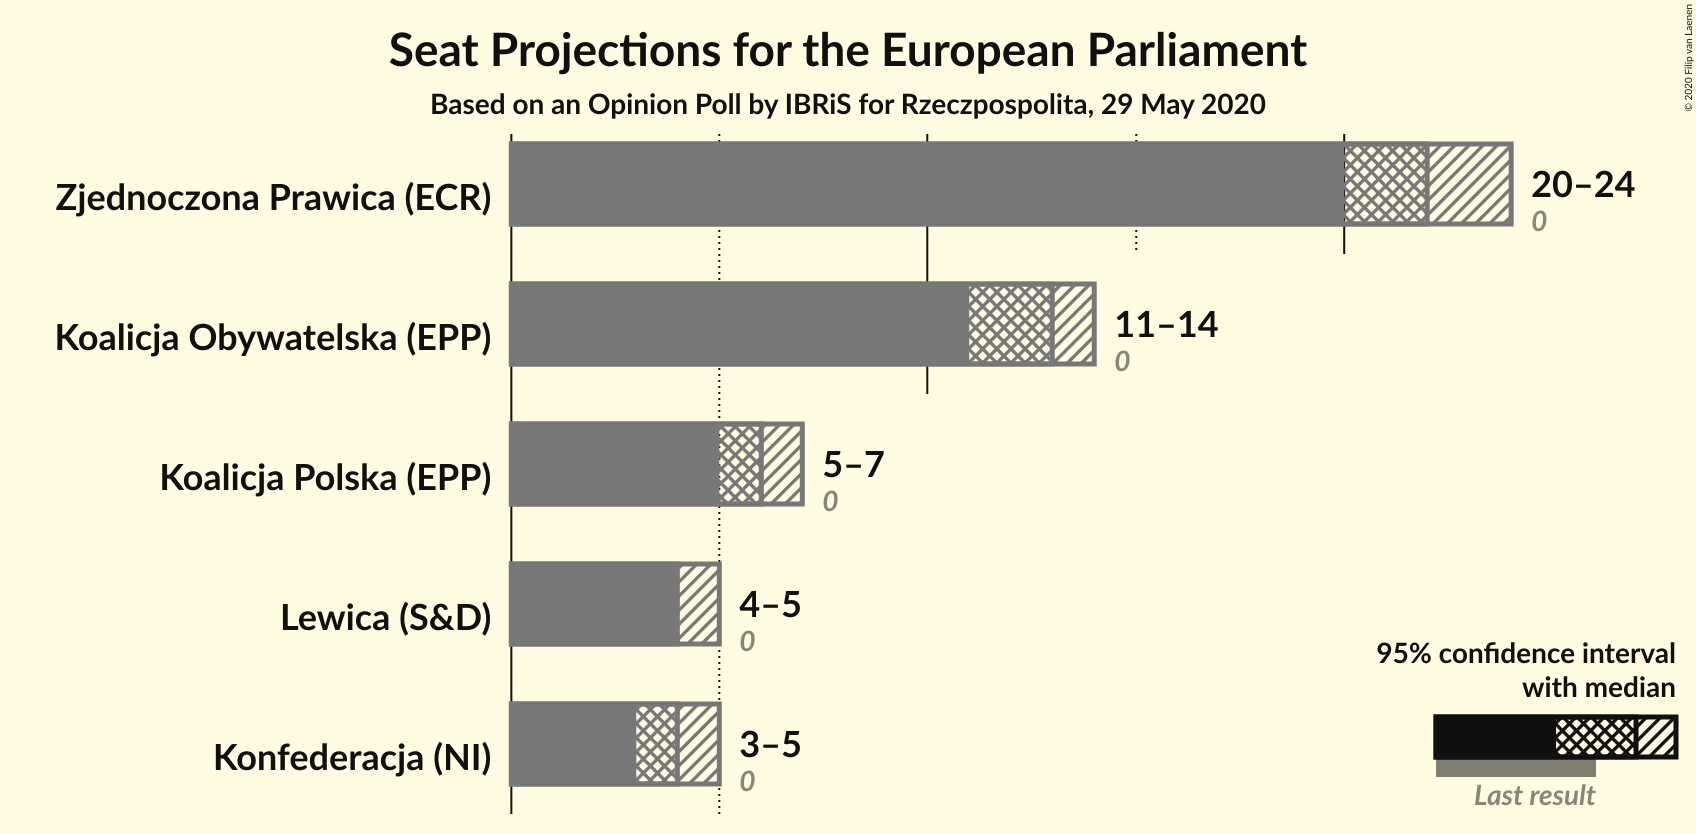 Seat Projections for the European Parliament
Based on an Opinion Poll by IBRiS for Rzeczpospolita, 29 May 2020
© 2020 Filip van Laenen
Zjednoczona Prawica (ECR)
20–24
0
Koalicja Obywatelska (EPP)
11–14
0
Koalicja Polska (EPP)
5–7
0
Lewica (S&D)
4–5
0
Konfederacja (NI)
3–5
0
95% confidence interval
with median
Last result